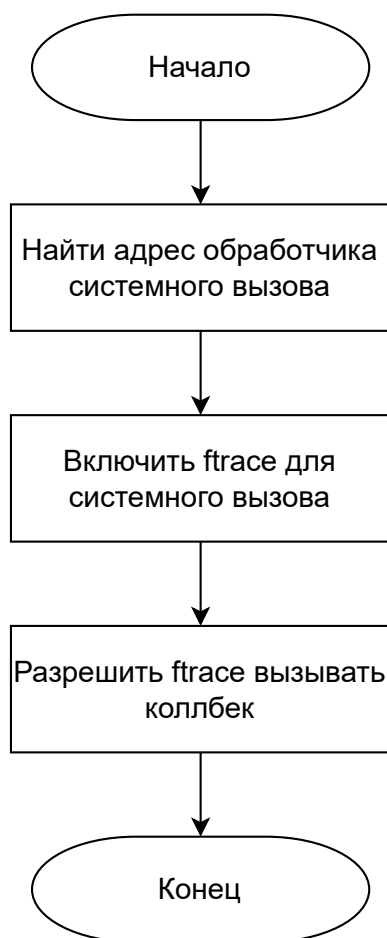 Начало
Найти адрес обработчика
системного вызова
Включить ftrace для
системного вызова
Разрешить ftrace вызывать
коллбек
Конец